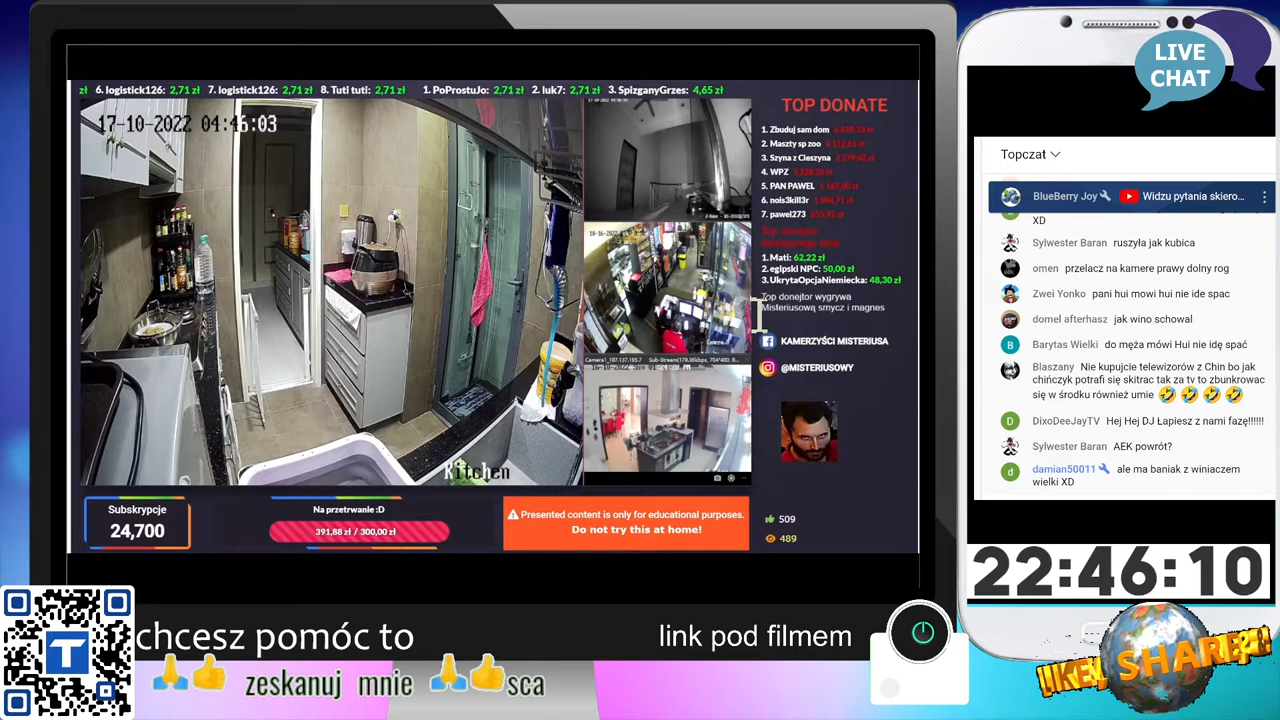 zł 6. logistick126: 2,71 zł 7. logistick126: 2,71 zł 8. Tuti tuti: 2,71 zł 1. PoProstuJo: 2,71 zł 2. luk7: 2,71 zł 3. SpizganyGrzes: 4,65 zł
17-10-2022 04:46:03
Kitchen
TOP DONATE
1. Zbuduj sam dom
2. Maszty sp zoo
3. Szyna z Cieszyna 2 279,42 zł
4. WPZ
5. PAN PAWEL
6. nois3kill3r
7. pawel273
1. Mati: 62,22 zł
2. egipski NPC: 50,00 zł
3. UkrytaOpcjaNiemiecka: 48,30 zł
Top donejtor wygrywa
Misteriusową smycz i magnes
KAMERZYŚCI MISTERIUSA
@MISTERIUSOWY
509
489
Subskrypcje
24,700
Na przetrwanie :D
391,88 zł / 300,00 zł
Presented content is only for educational purposes.
Do not try this at home!
LIVE
CHAT
Topczat
BlueBerry Joy Widzu pytania skiero...
XD
Sylwester Baran ruszyła jak kubica
omen przelacz na kamere prawy dolny rog
Zwei Yonko pani hui mowi hui nie ide spac
domel afterhasz jak wino schowal
B Barytas Wielki do męża mówi Hui nie idę spać
Blaszany Nie kupujcie telewizorów z Chin bo jak
chińczyk potrafi się skitrac tak za tv to zbunkrowac
się w środku również umie 🤣 🤣 🤣 🤣
D DixoDeeJayTV Hej Hej DJ Łapiesz z nami fazę!!!!!!
Sylwester Baran AEK powrót?
d damian50011 ale ma baniak z winiaczem
wielki XD
22:46:10
chcesz pomóc to
link pod filmem
T
🙏👍 zeskanuj mnie 🙏👍 sca
LIKE, SHARE